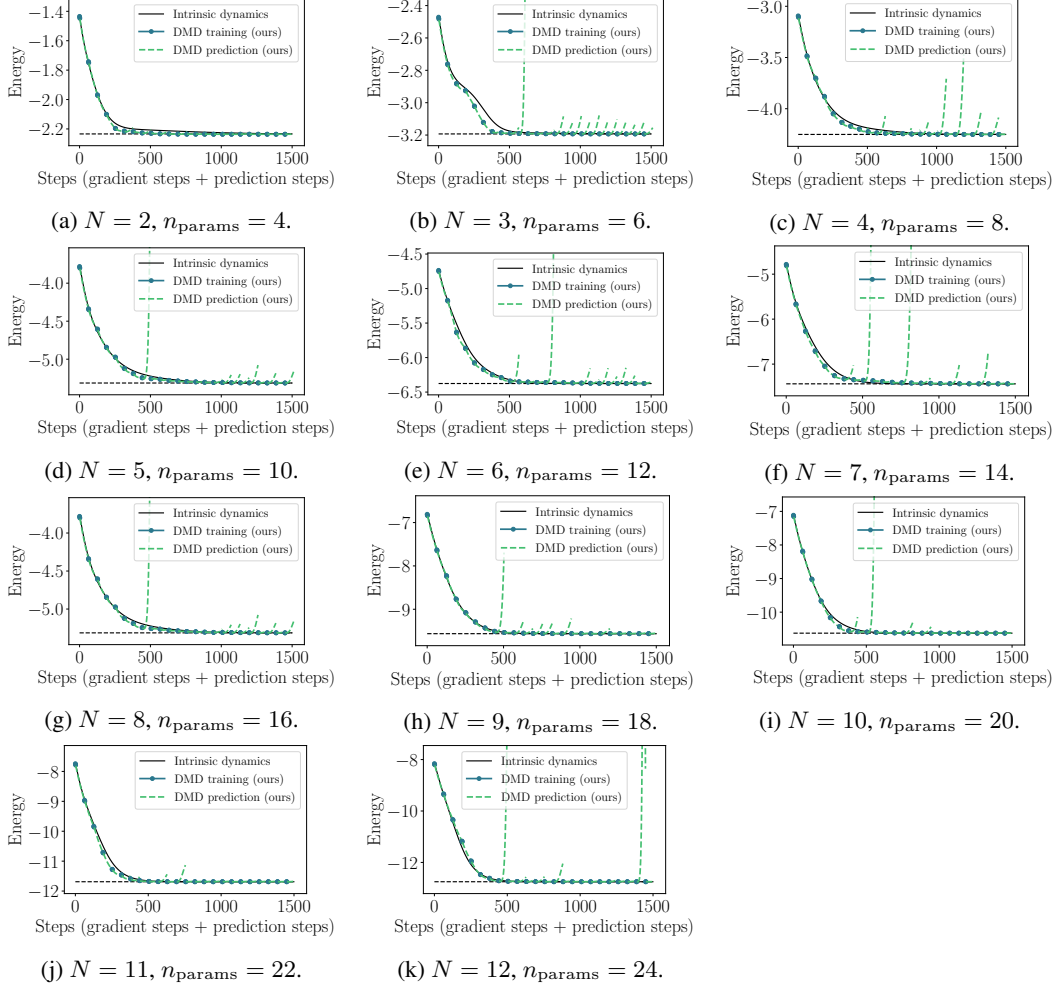 Energy
−1.4
−1.6
−1.8
−2.0
−2.2
Intrinsic dynamics
DMD training (ours)
DMD prediction (ours)
0 500 1000 1500
Steps (gradient steps + prediction steps)
(a) N = 2, n_params = 4.
Energy
−2.4
−2.6
−2.8
−3.0
−3.2
Intrinsic dynamics
DMD training (ours)
DMD prediction (ours)
0 500 1000 1500
Steps (gradient steps + prediction steps)
(b) N = 3, n_params = 6.
Energy
−3.0
−3.5
−4.0
Intrinsic dynamics
DMD training (ours)
DMD prediction (ours)
0 500 1000 1500
Steps (gradient steps + prediction steps)
(c) N = 4, n_params = 8.
Energy
−4.0
−4.5
−5.0
Intrinsic dynamics
DMD training (ours)
DMD prediction (ours)
0 500 1000 1500
Steps (gradient steps + prediction steps)
(d) N = 5, n_params = 10.
Energy
−4.5
−5.0
−5.5
−6.0
−6.5
Intrinsic dynamics
DMD training (ours)
DMD prediction (ours)
0 500 1000 1500
Steps (gradient steps + prediction steps)
(e) N = 6, n_params = 12.
Energy
−5
−6
−7
Intrinsic dynamics
DMD training (ours)
DMD prediction (ours)
0 500 1000 1500
Steps (gradient steps + prediction steps)
(f) N = 7, n_params = 14.
Energy
−4.0
−4.5
−5.0
Intrinsic dynamics
DMD training (ours)
DMD prediction (ours)
0 500 1000 1500
Steps (gradient steps + prediction steps)
(g) N = 8, n_params = 16.
Energy
−7
−8
−9
Intrinsic dynamics
DMD training (ours)
DMD prediction (ours)
0 500 1000 1500
Steps (gradient steps + prediction steps)
(h) N = 9, n_params = 18.
Energy
−7
−8
−9
−10
Intrinsic dynamics
DMD training (ours)
DMD prediction (ours)
0 500 1000 1500
Steps (gradient steps + prediction steps)
(i) N = 10, n_params = 20.
Energy
−8
−9
−10
−11
−12
Intrinsic dynamics
DMD training (ours)
DMD prediction (ours)
0 500 1000 1500
Steps (gradient steps + prediction steps)
(j) N = 11, n_params = 22.
Energy
−8
−10
−12
Intrinsic dynamics
DMD training (ours)
DMD prediction (ours)
0 500 1000 1500
Steps (gradient steps + prediction steps)
(k) N = 12, n_params = 24.